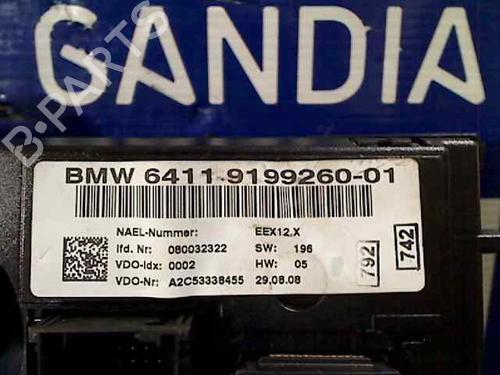 GANDIA
B-PARTS
BMW 6411 9199260-01
NAEL-Nummer: EEX12,X
lfd. Nr: 080032322 SW: 196
VDO-Idx: 0002 HW: 05
VDO-Nr: A2C53338455 29.08.08
792
742